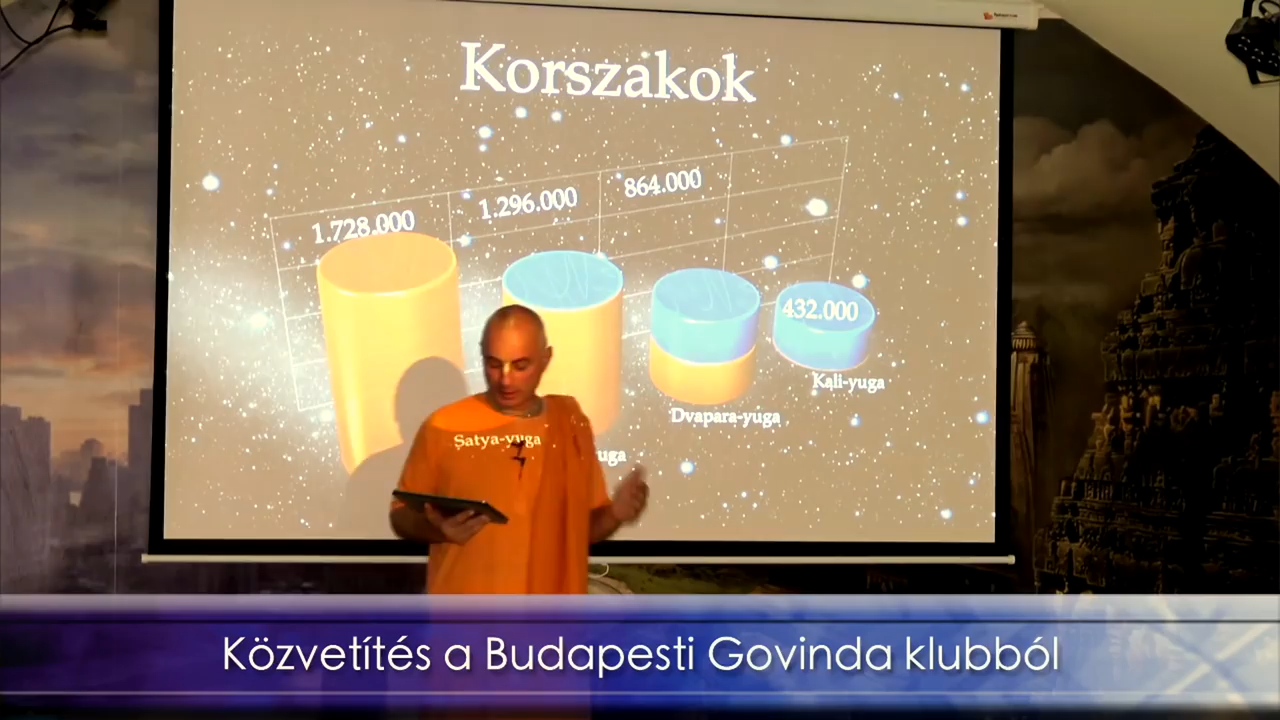 Korszakok
1.728.000
1.296.000
864.000
432.000
Kali-yuga
Dvapara-yuga
Satya-yuga
uga
Közvetítés a Budapesti Govinda klubból